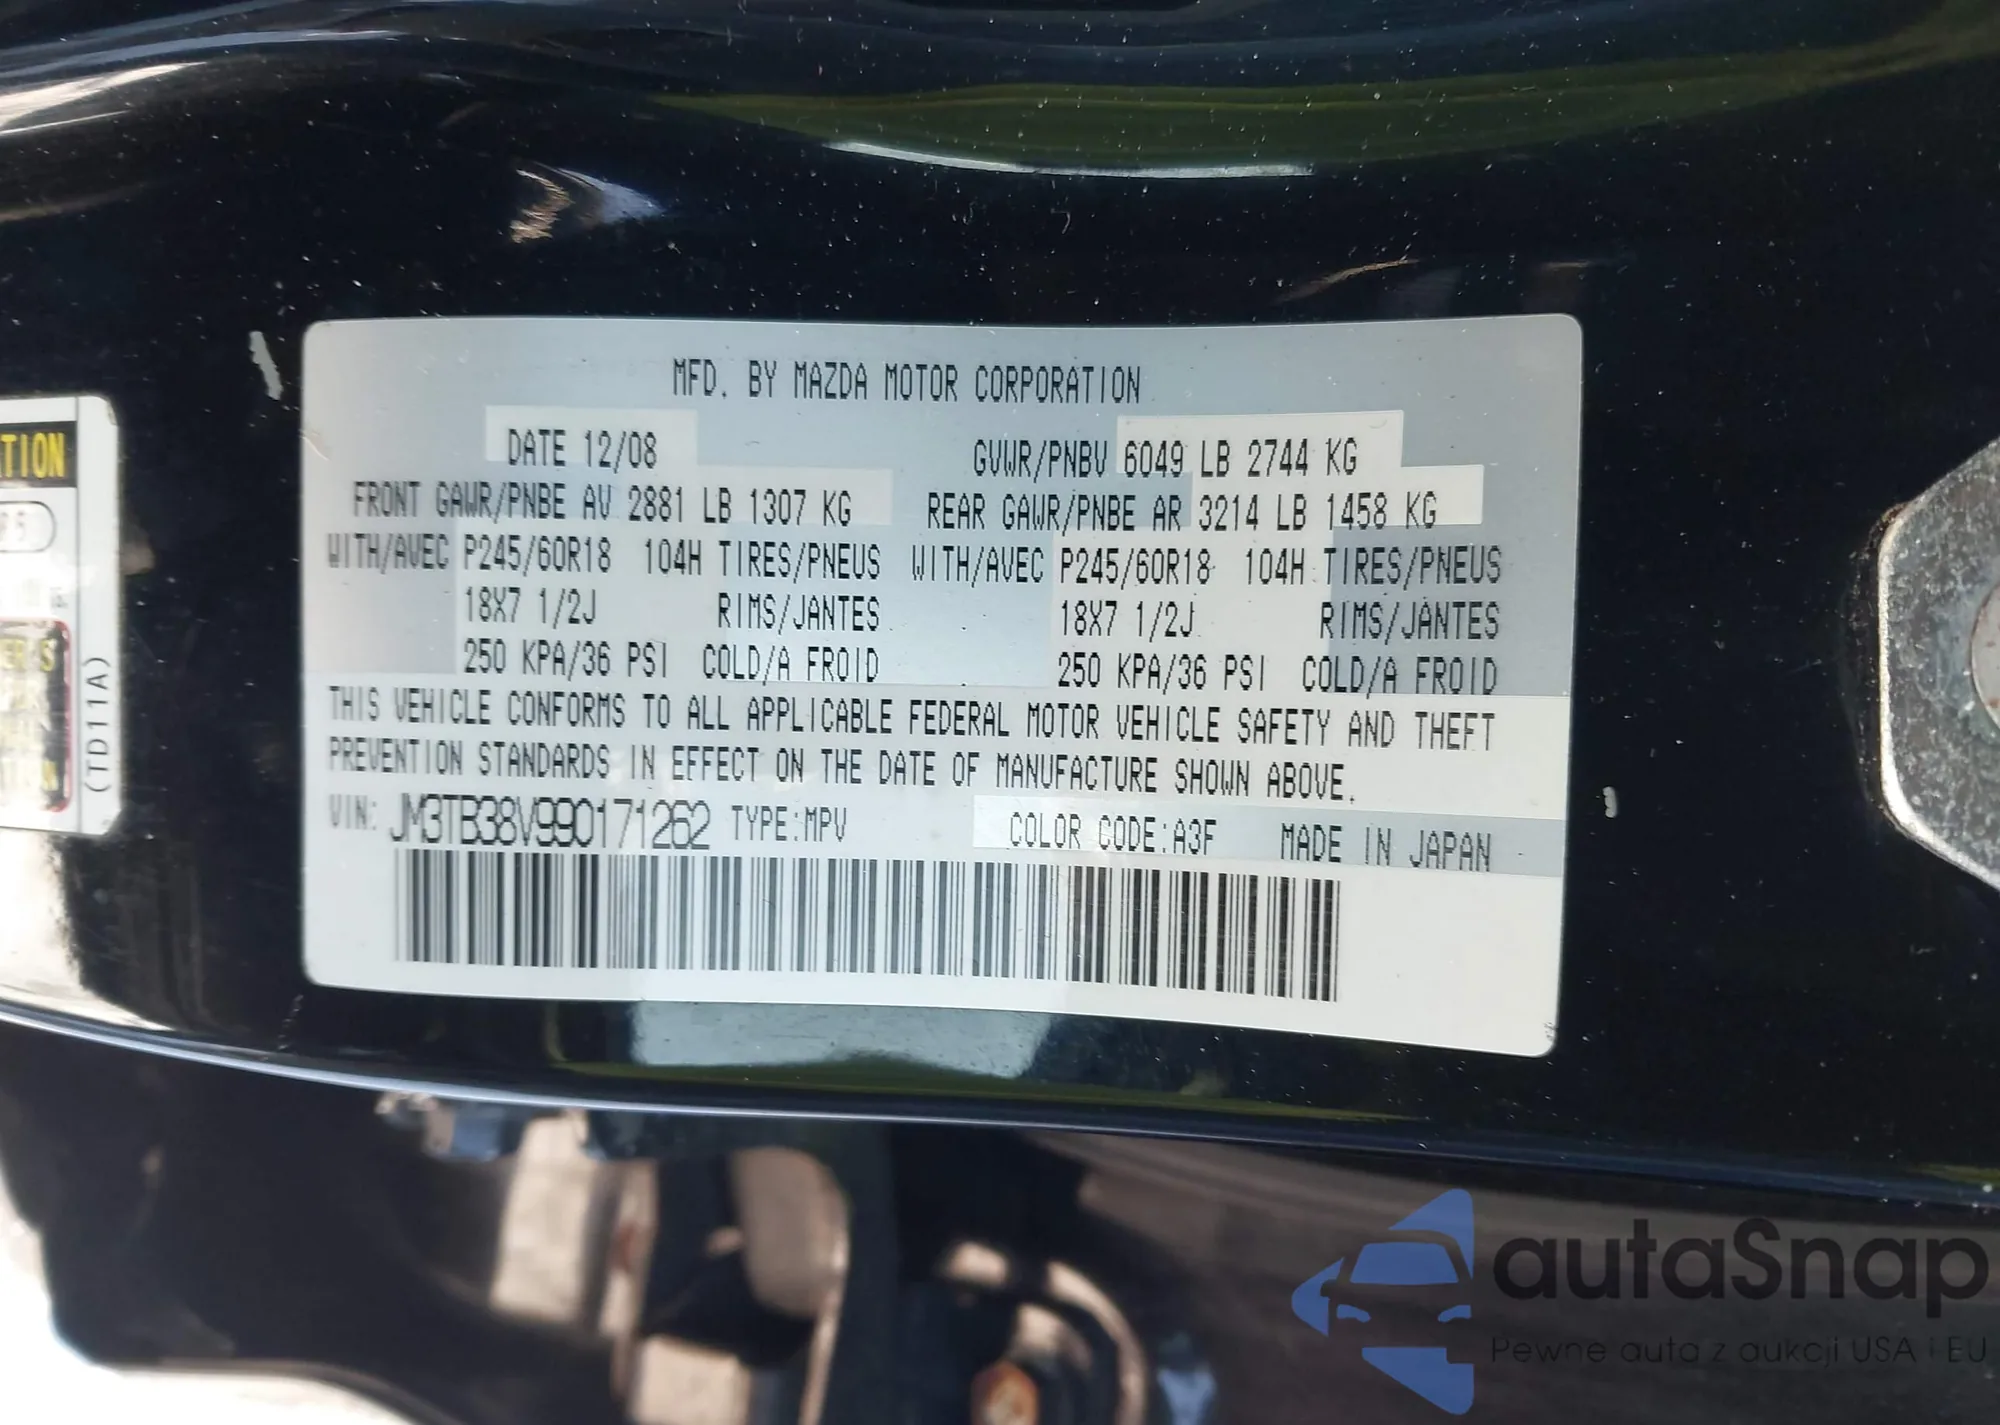 MFD. BY MAZDA MOTOR CORPORATION
DATE 12/08 GVWR/PNBV 6049 LB 2744 KG
FRONT GAWR/PNBE AV 2881 LB 1307 KG REAR GAWR/PNBE AR 3214 LB 1458 KG
WITH/AVEC P245/60R18 104H TIRES/PNEUS WITH/AVEC P245/60R18 104H TIRES/PNEUS
18X7 1/2J RIMS/JANTES 18X7 1/2J RIMS/JANTES
250 KPA/36 PSI COLD/A FROID 250 KPA/36 PSI COLD/A FROID
THIS VEHICLE CONFORMS TO ALL APPLICABLE FEDERAL MOTOR VEHICLE SAFETY AND THEFT
PREVENTION STANDARDS IN EFFECT ON THE DATE OF MANUFACTURE SHOWN ABOVE.
VIN: JM3TB38V990171262 TYPE:MPV COLOR CODE:A3F MADE IN JAPAN
TION
(TD11A)
autaSnap
Pewne auta z aukcji USA i EU